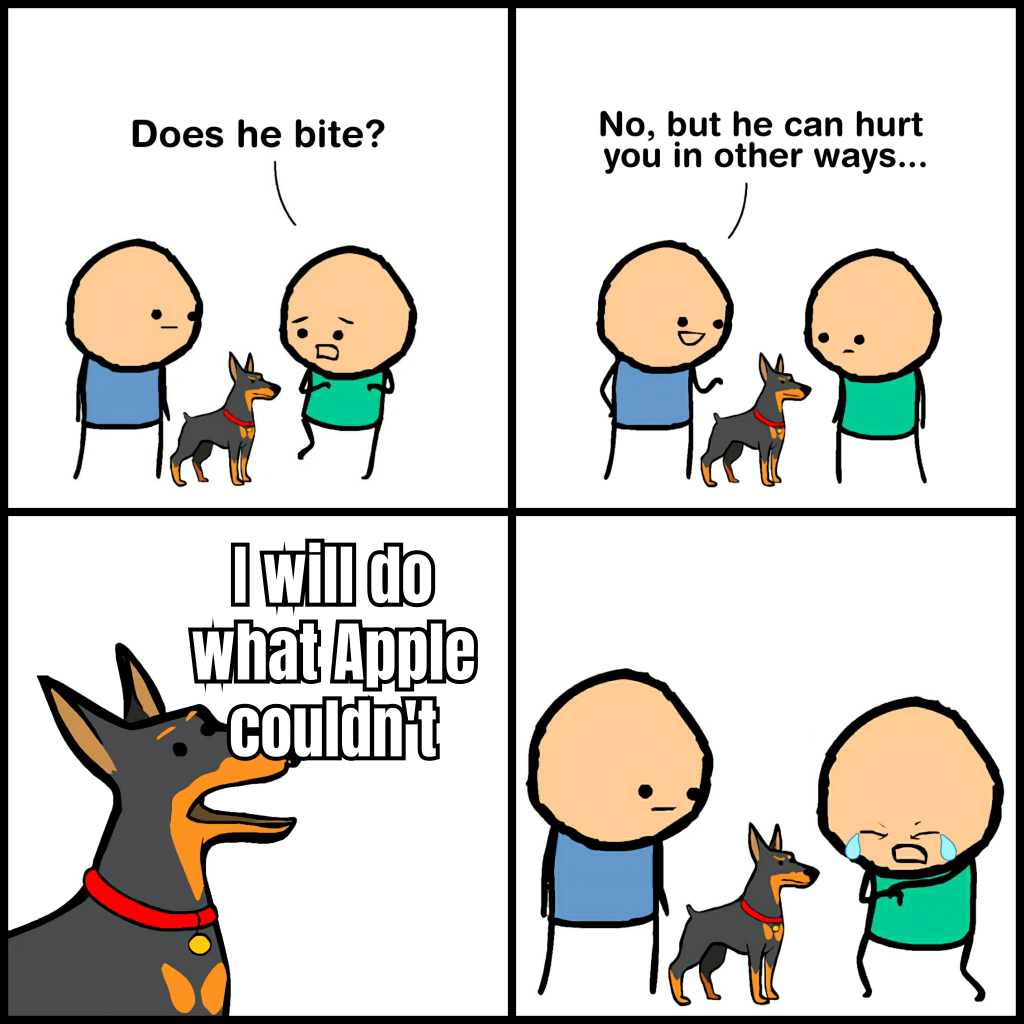 Does he bite?
No, but he can hurt
you in other ways...
I will do
what Apple
couldn't